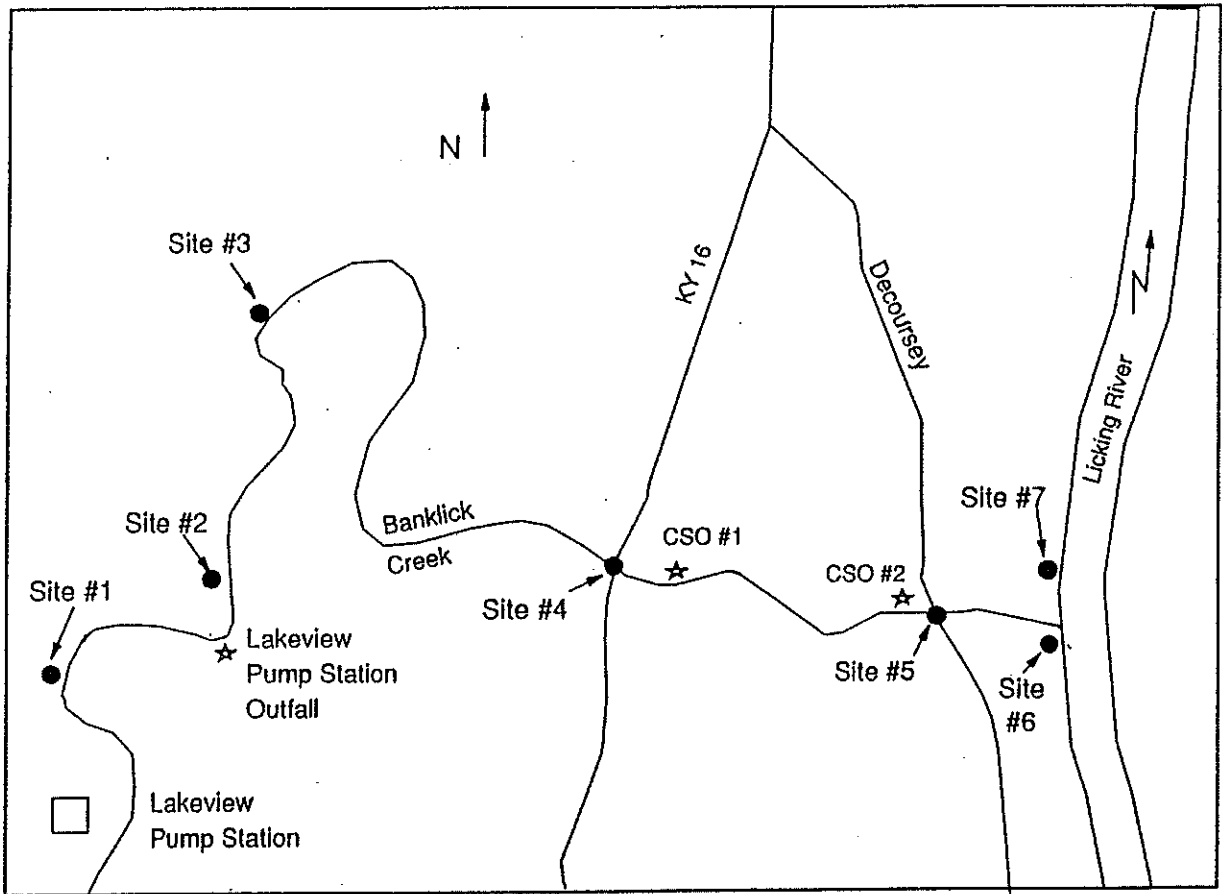 N
Site #3
KY 16
Decoursey
N
Licking River
Site #7
Site #2
Banklick
Creek
CSO #1
CSO #2
Site #1
Site #4
Lakeview
Pump Station
Outfall
Site #5
Site
#6
Lakeview
Pump Station